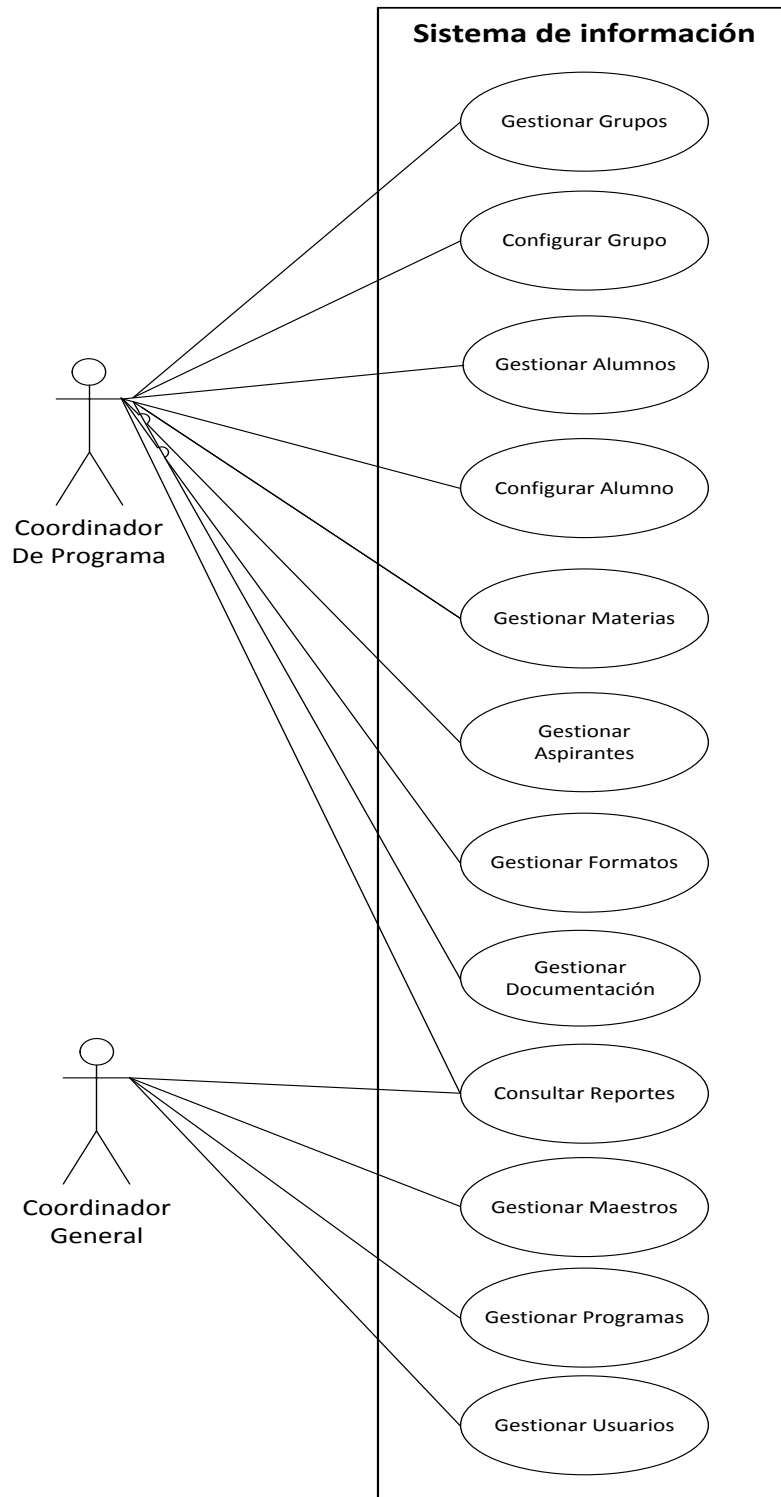 Sistema de información
Gestionar Grupos
Configurar Grupo
Gestionar Alumnos
Configurar Alumno
Coordinador
De Programa
Gestionar Materias
Gestionar
Aspirantes
Gestionar Formatos
Gestionar
Documentación
Consultar Reportes
Coordinador
General
Gestionar Maestros
Gestionar Programas
Gestionar Usuarios